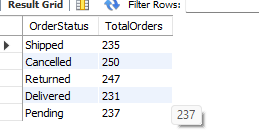 Result Grid Filter Rows:
OrderStatus TotalOrders
Shipped 235
Cancelled 250
Returned 247
Delivered 231
Pending 237
237